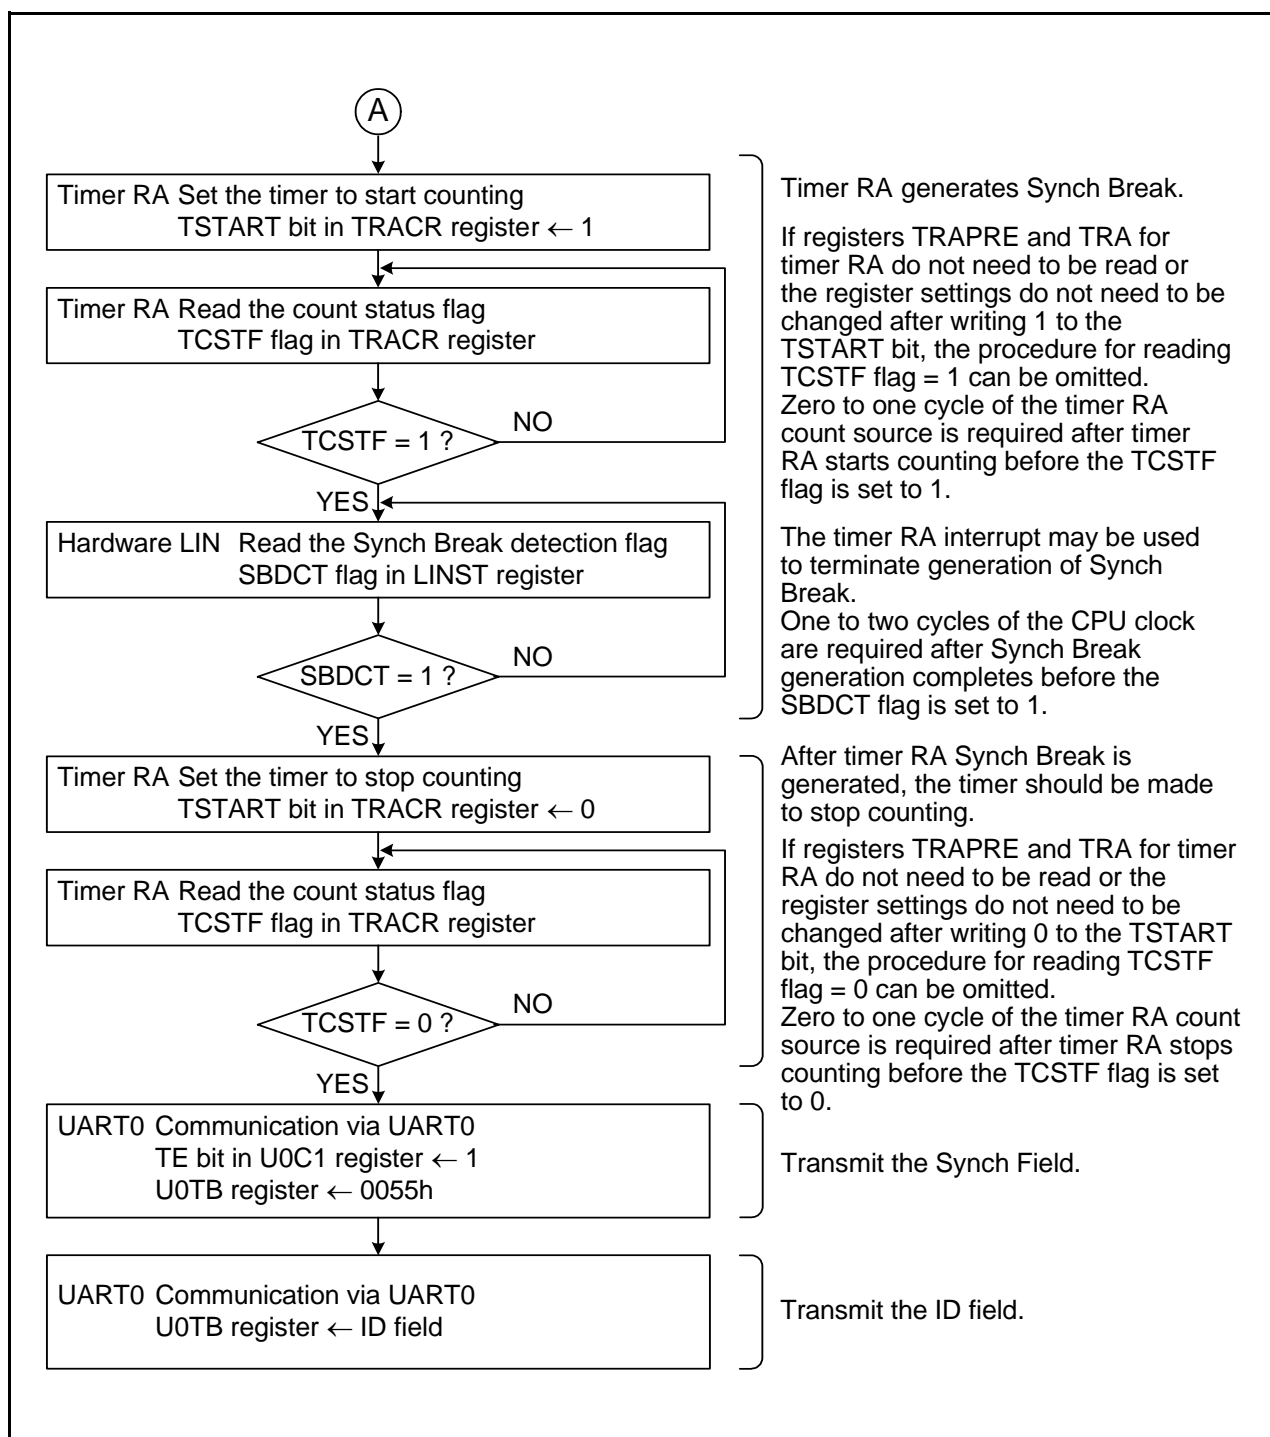 A
Timer RA Set the timer to start counting
TSTART bit in TRACR register ← 1
Timer RA Read the count status flag
TCSTF flag in TRACR register
TCSTF = 1 ?
NO
YES
Hardware LIN Read the Synch Break detection flag
SBDCT flag in LINST register
SBDCT = 1 ?
NO
YES
Timer RA generates Synch Break.
If registers TRAPRE and TRA for
timer RA do not need to be read or
the register settings do not need to be
changed after writing 1 to the
TSTART bit, the procedure for reading
TCSTF flag = 1 can be omitted.
Zero to one cycle of the timer RA
count source is required after timer
RA starts counting before the TCSTF
flag is set to 1.
The timer RA interrupt may be used
to terminate generation of Synch
Break.
One to two cycles of the CPU clock
are required after Synch Break
generation completes before the
SBDCT flag is set to 1.
Timer RA Set the timer to stop counting
TSTART bit in TRACR register ← 0
Timer RA Read the count status flag
TCSTF flag in TRACR register
TCSTF = 0 ?
NO
YES
After timer RA Synch Break is
generated, the timer should be made
to stop counting.
If registers TRAPRE and TRA for timer
RA do not need to be read or the
register settings do not need to be
changed after writing 0 to the TSTART
bit, the procedure for reading TCSTF
flag = 0 can be omitted.
Zero to one cycle of the timer RA count
source is required after timer RA stops
counting before the TCSTF flag is set
to 0.
UART0 Communication via UART0
TE bit in U0C1 register ← 1
U0TB register ← 0055h
Transmit the Synch Field.
UART0 Communication via UART0
U0TB register ← ID field
Transmit the ID field.